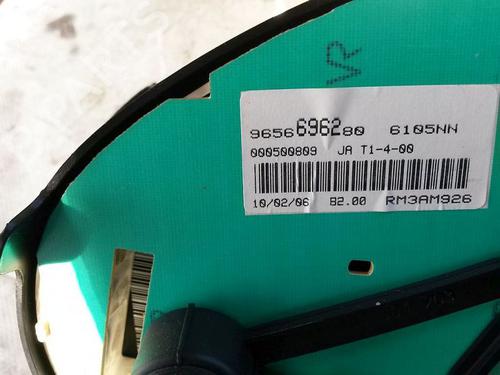 VR
9656696280 6105NN
000500809 JA T1-4-00
10/02/06 B2.00 RM3AM926